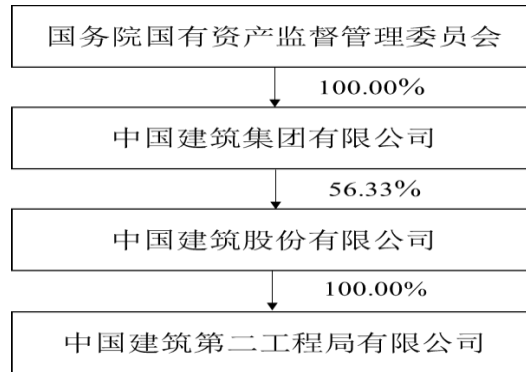 国务院国有资产监督管理委员会
100.00%
中国建筑集团有限公司
56.33%
中国建筑股份有限公司
100.00%
中国建筑第二工程局有限公司